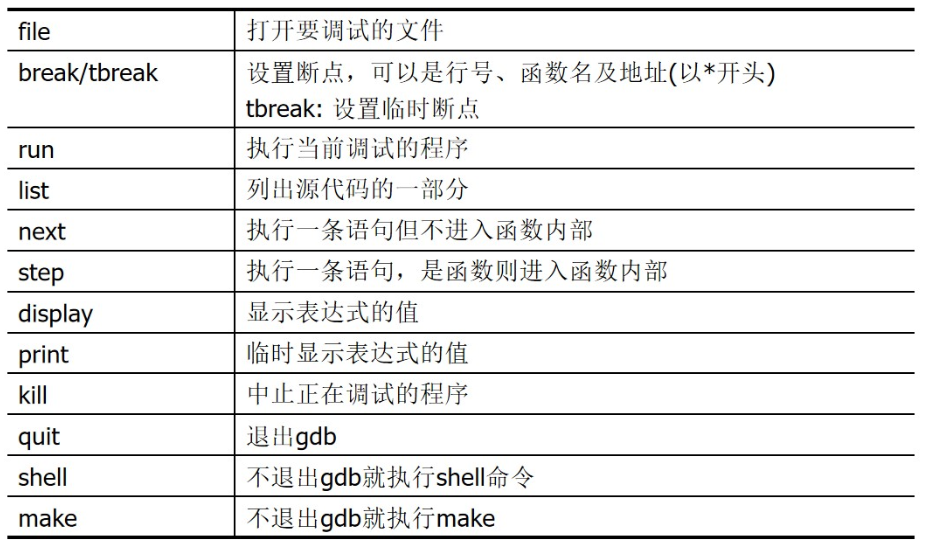 file 打开要调试的文件
break/tbreak 设置断点，可以是行号、函数名及地址(以*开头)
tbreak: 设置临时断点
run 执行当前调试的程序
list 列出源代码的一部分
next 执行一条语句但不进入函数内部
step 执行一条语句，是函数则进入函数内部
display 显示表达式的值
print 临时显示表达式的值
kill 中止正在调试的程序
quit 退出gdb
shell 不退出gdb就执行shell命令
make 不退出gdb就执行make